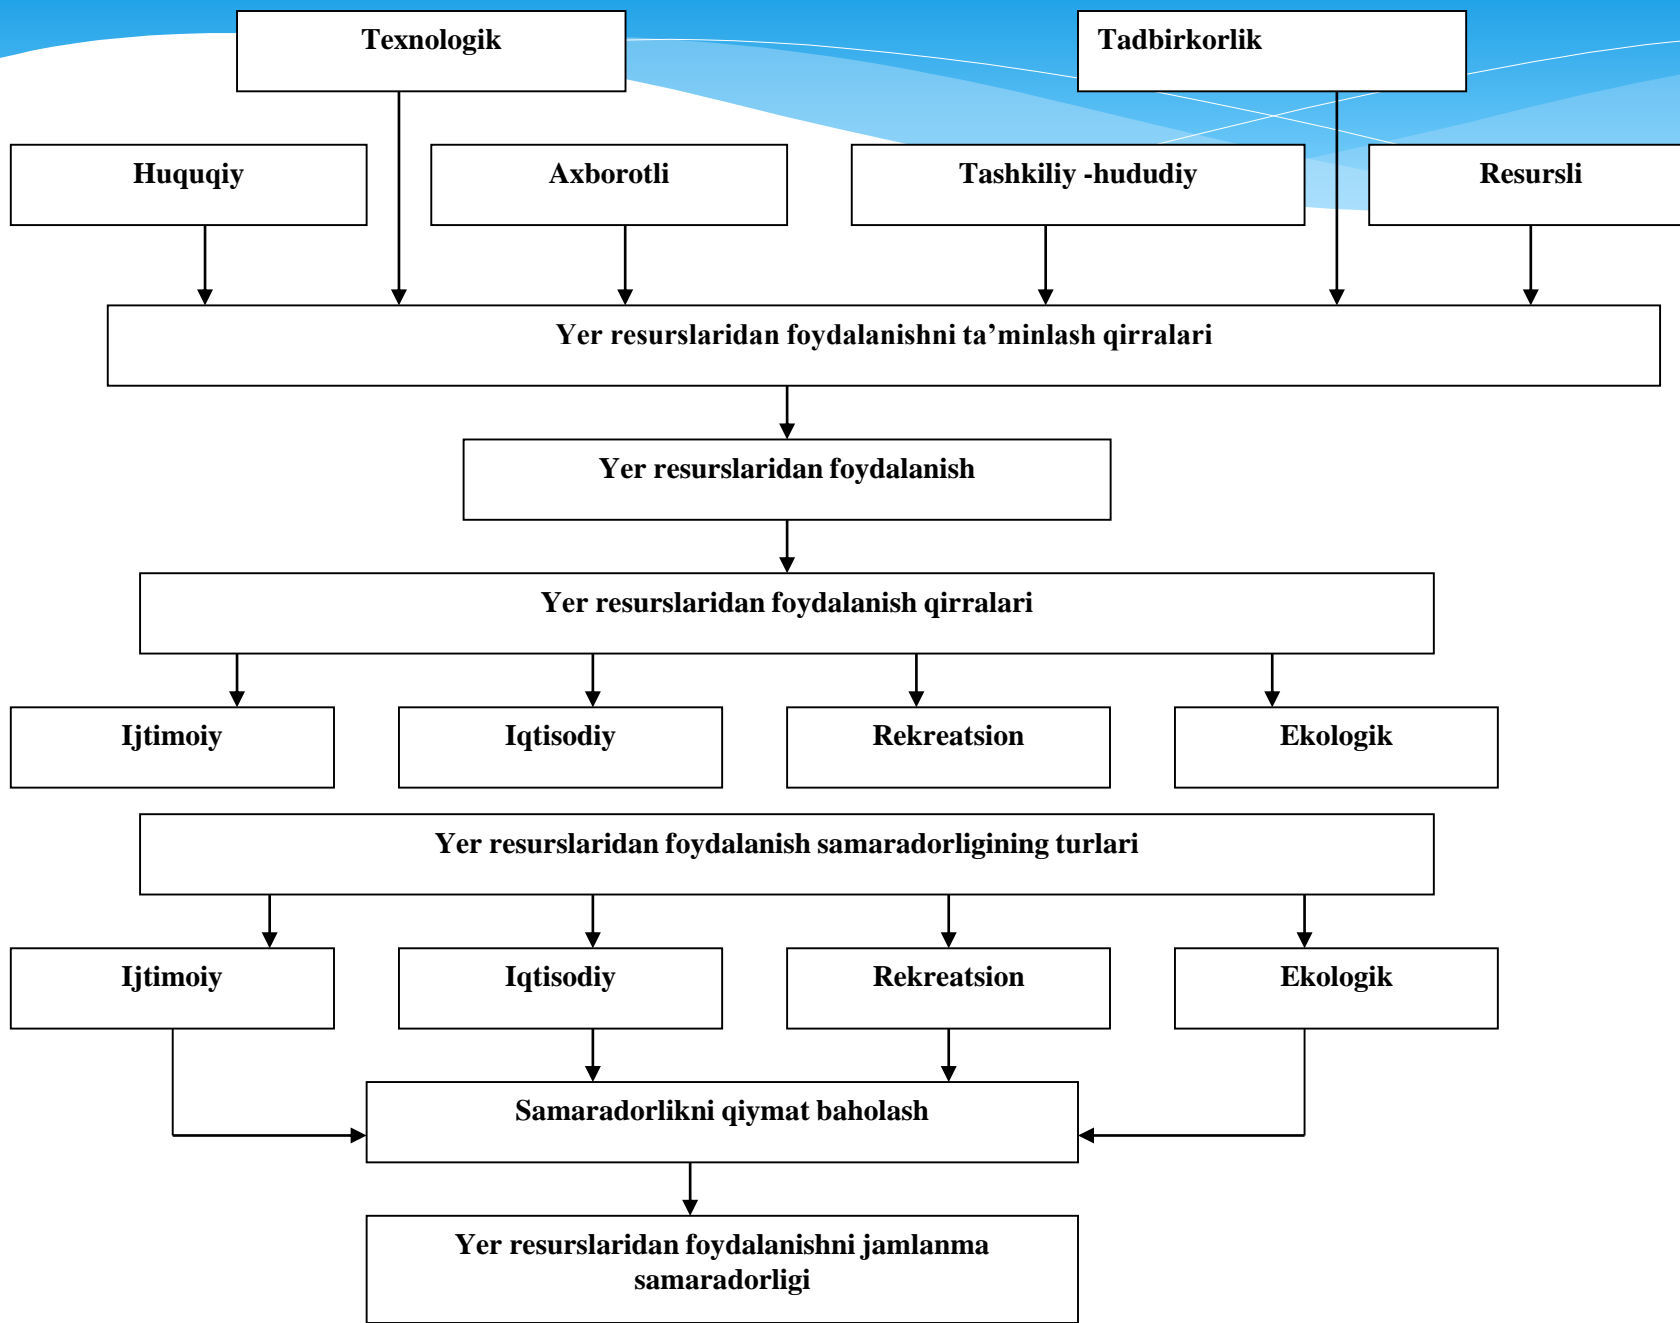 Texnologik
Tadbirkorlik
Huquqiy
Axborotli
Tashkiliy -hududiy
Resursli
Yer resurslaridan foydalanishni ta’minlash qirralari
Yer resurslaridan foydalanish
Yer resurslaridan foydalanish qirralari
Ijtimoiy
Iqtisodiy
Rekreatsion
Ekologik
Yer resurslaridan foydalanish samaradorligining turlari
Ijtimoiy
Iqtisodiy
Rekreatsion
Ekologik
Samaradorlikni qiymat baholash
Yer resurslaridan foydalanishni jamlanma
samaradorligi